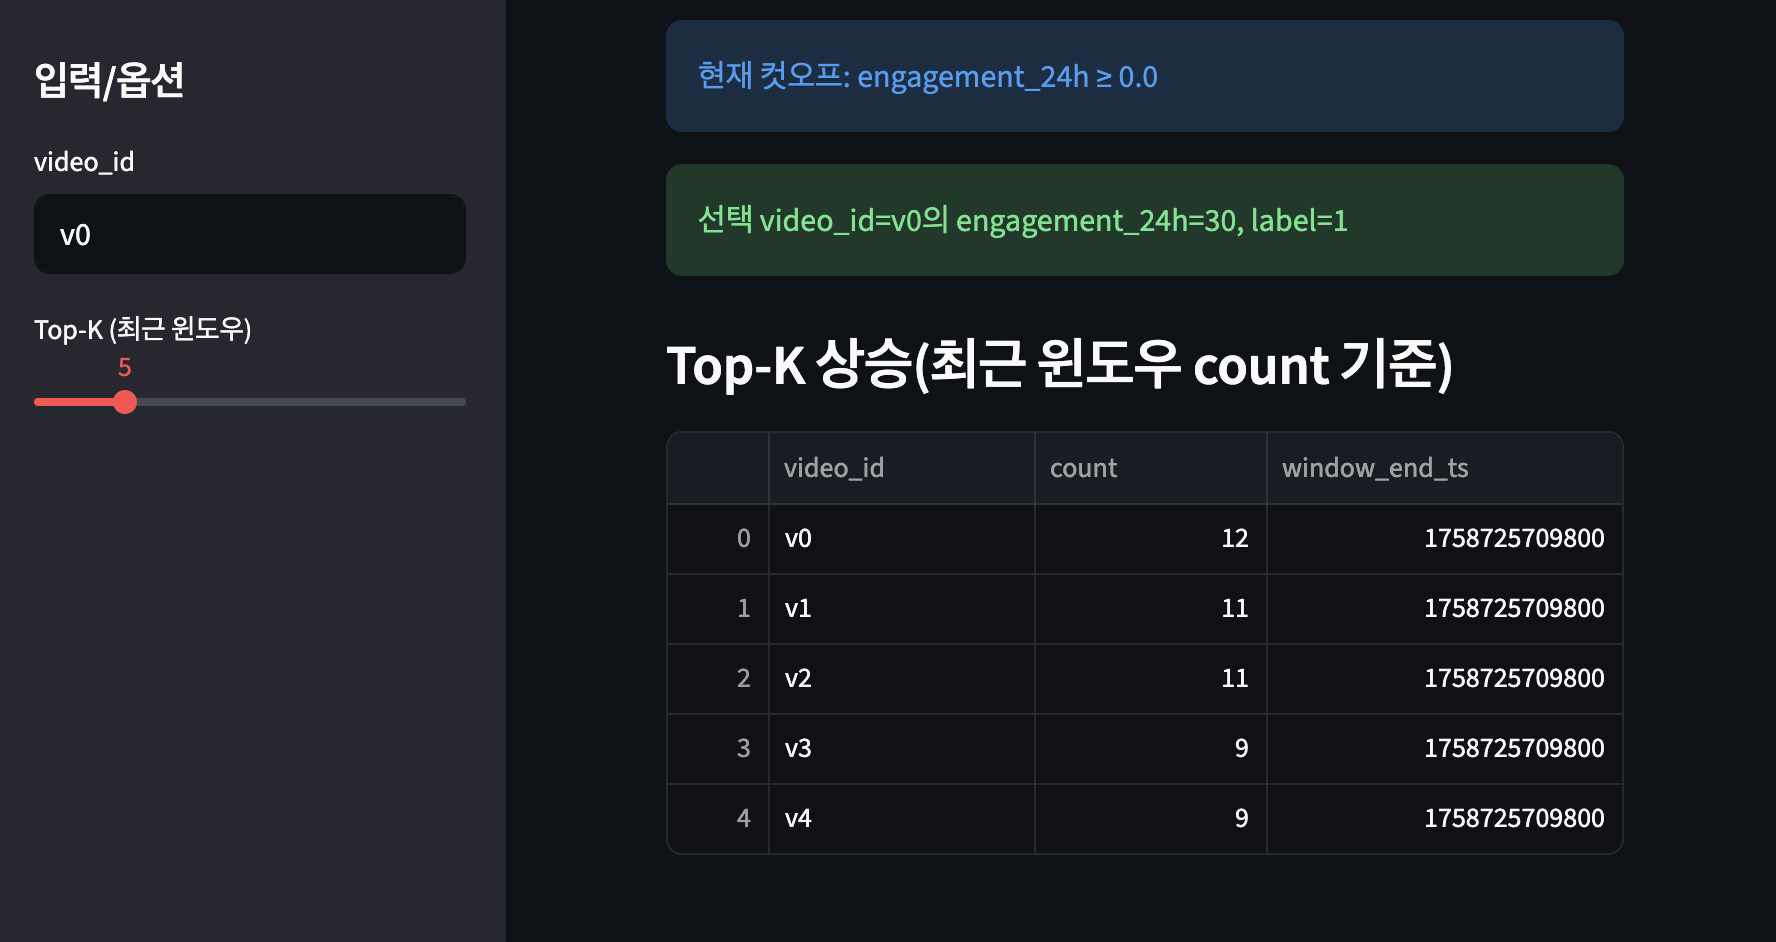 입력/옵션
video_id
v0
Top-K (최근 윈도우)
5
현재 컷오프: engagement_24h ≥ 0.0
선택 video_id=v0의 engagement_24h=30, label=1
Top-K 상승(최근 윈도우 count 기준)
video_id count window_end_ts
0 v0 12 1758725709800
1 v1 11 1758725709800
2 v2 11 1758725709800
3 v3 9 1758725709800
4 v4 9 1758725709800